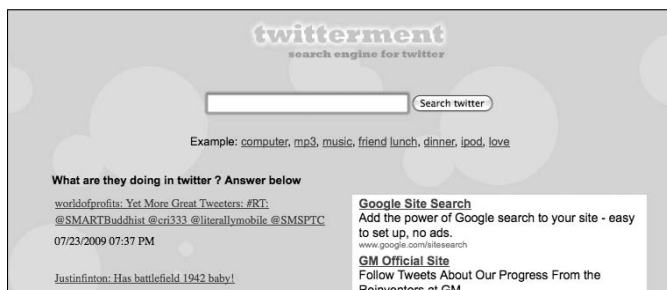 twitterment
search engine for twitter
Search twitter
Example: computer, mp3, music, friend lunch, dinner, ipod, love
What are they doing in twitter ? Answer below
worldofprofits: Yet More Great Tweeters: #RT:
@SMARTBuddhist @cri333 @literallymobile @SMSPTC
07/23/2009 07:37 PM
Justinfinton: Has battlefield 1942 baby!
Google Site Search
Add the power of Google search to your site - easy
to set up, no ads.
www.google.com/sitesearch
GM Official Site
Follow Tweets About Our Progress From the
Reinventors at GM